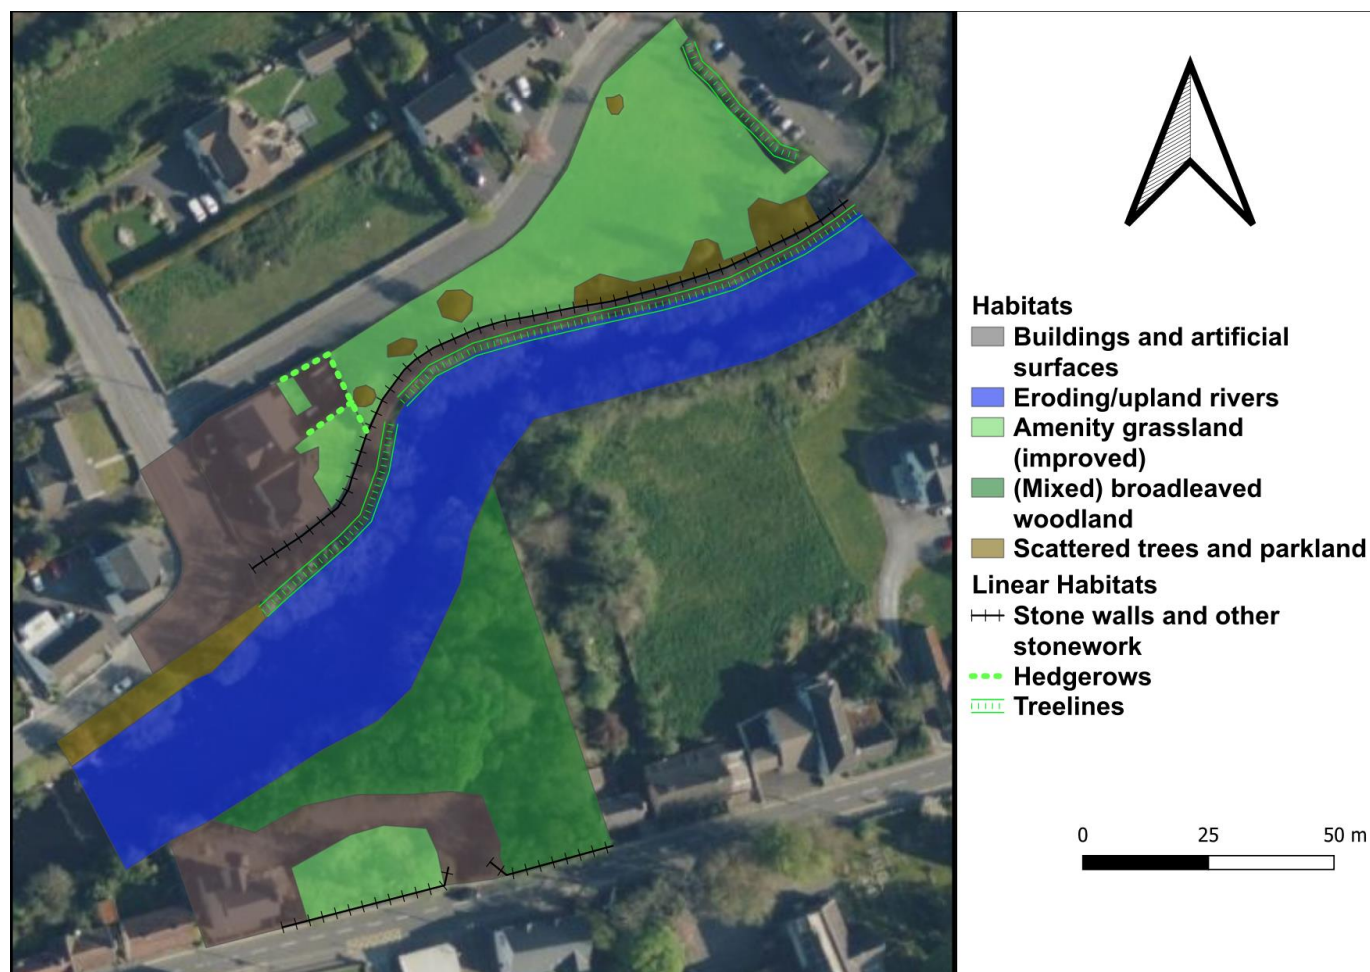 Habitats
Buildings and artificial
surfaces
Eroding/upland rivers
Amenity grassland
(improved)
(Mixed) broadleaved
woodland
Scattered trees and parkland
Linear Habitats
Stone walls and other
stonework
Hedgerows
Treelines
0 25 50 m